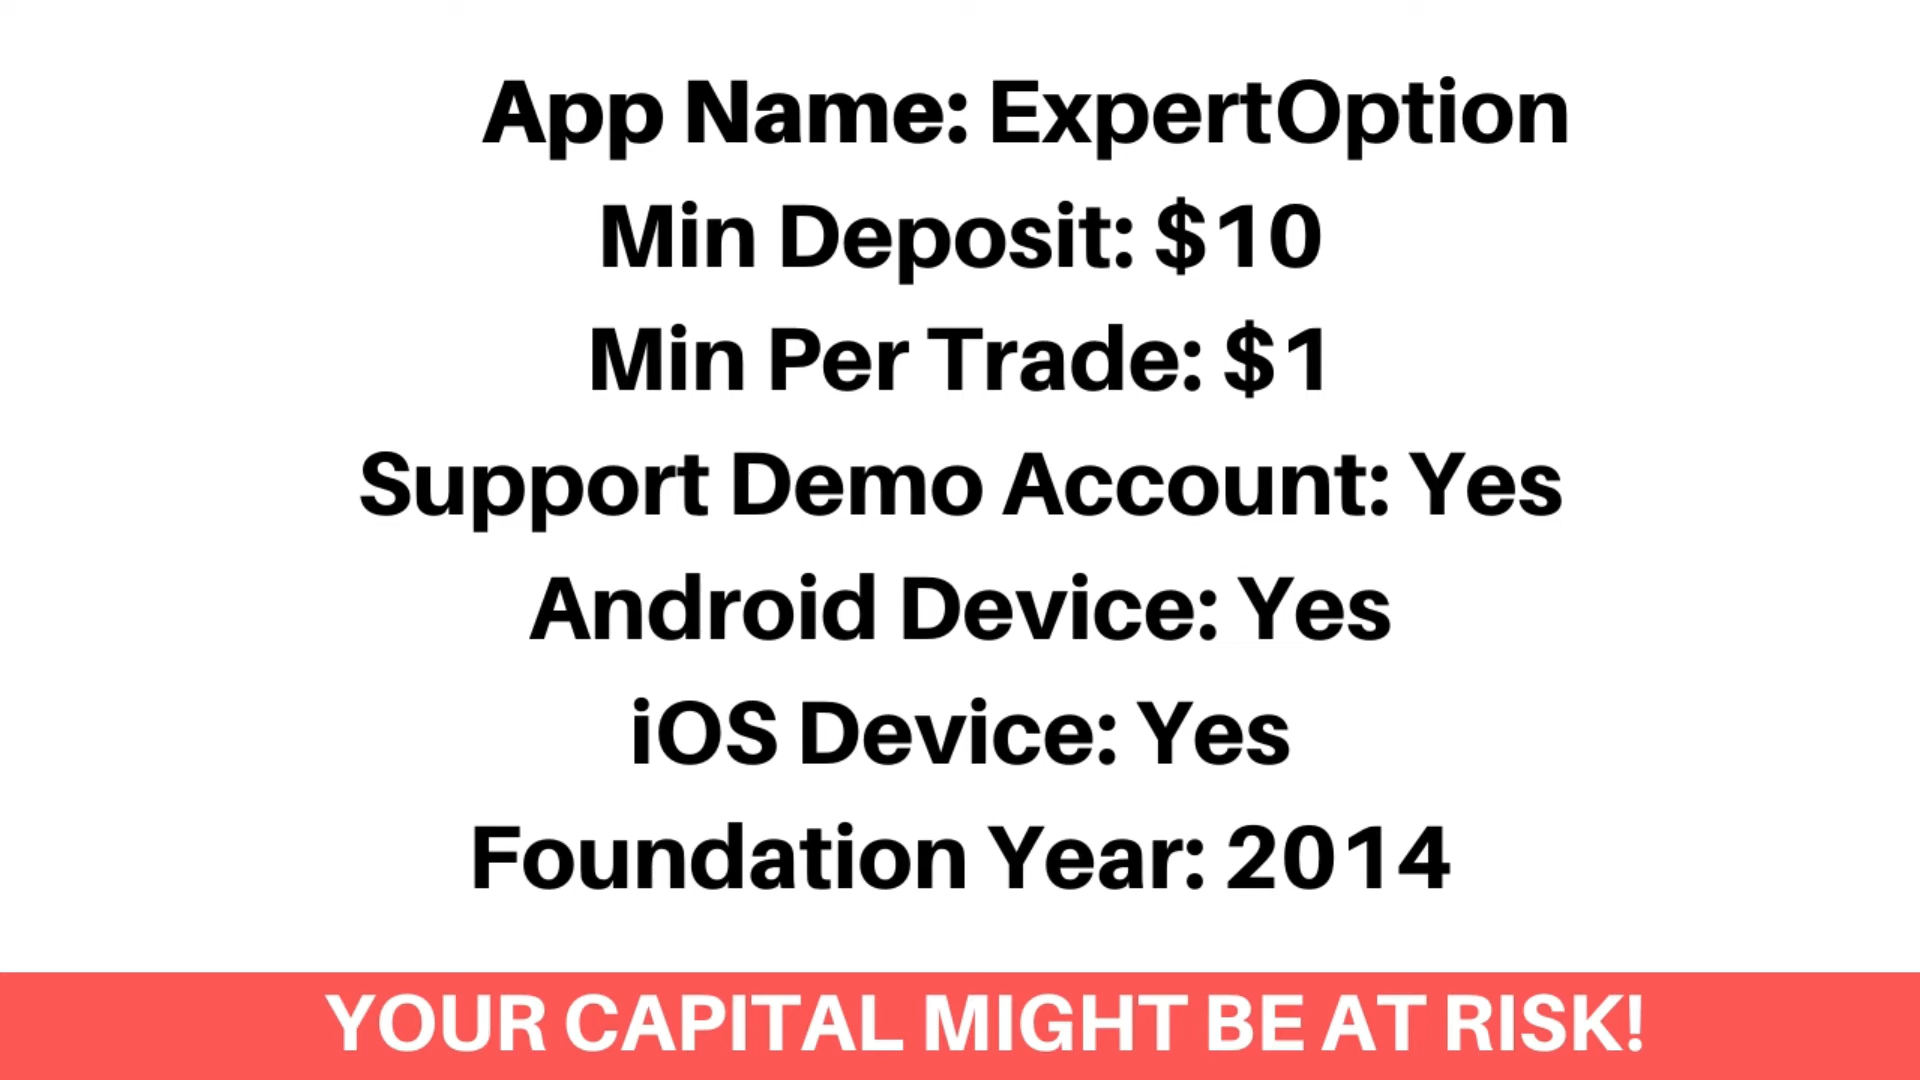 App Name: ExpertOption
Min Deposit: $10
Min Per Trade: $1
Support Demo Account: Yes
Android Device: Yes
iOS Device: Yes
Foundation Year: 2014
YOUR CAPITAL MIGHT BE AT RISK!